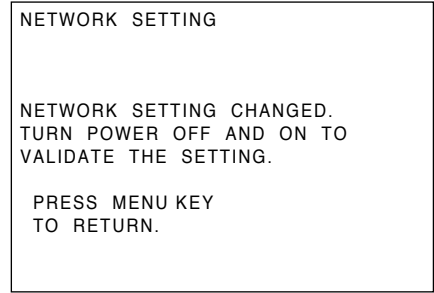 NETWORK SETTING
NETWORK SETTING CHANGED.
TURN POWER OFF AND ON TO
VALIDATE THE SETTING.
PRESS MENU KEY
TO RETURN.